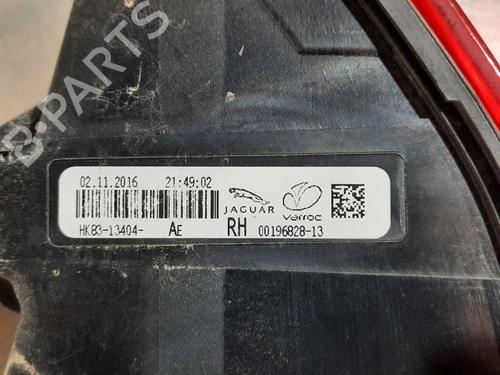 B-PARTS
02.11.2016 21:49:02
JAGUAR varroc
HK83-13404- AE RH 00196828-13